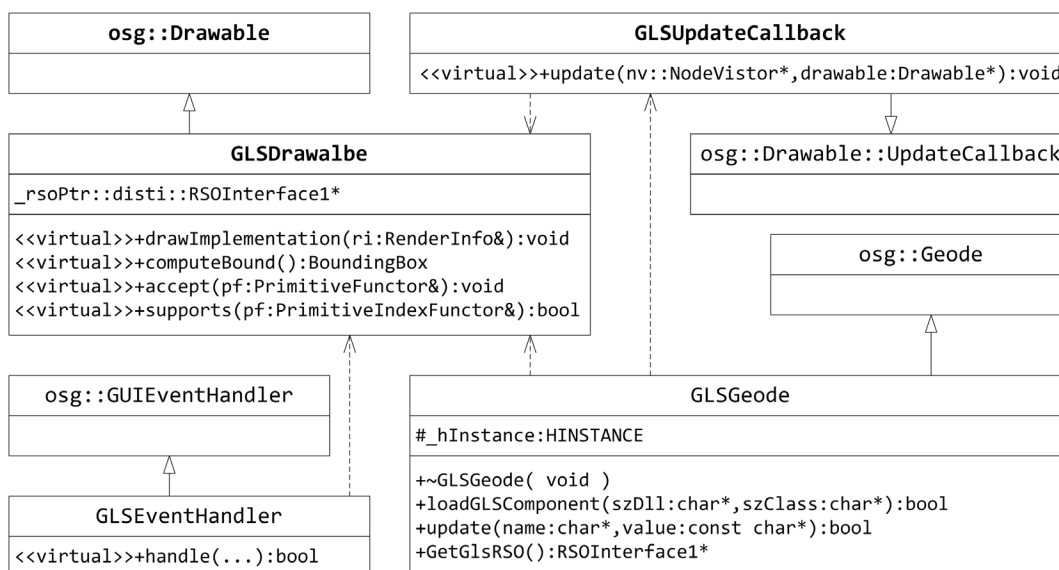 osg::Drawable
GLSUpdateCallback
<<virtual>>+update(nv::NodeVistor*,drawable:Drawable*):void
GLSDrawalbe
_rsoPtr::disti::RSOInterface1*
<<virtual>>+drawImplementation(ri:RenderInfo&):void
<<virtual>>+computeBound():BoundingBox
<<virtual>>+accept(pf:PrimitiveFunctor&):void
<<virtual>>+supports(pf:PrimitiveIndexFunctor&):bool
osg::Drawable::UpdateCallback
osg::Geode
osg::GUIEventHandler
GLSEventHandler
<<virtual>>+handle(...):bool
GLSGeode
#_hInstance:HINSTANCE
+~GLSGeode( void )
+loadGLSComponent(szDll:char*,szClass:char*):bool
+update(name:char*,value:const char*):bool
+GetGlsRSO():RSOInterface1*